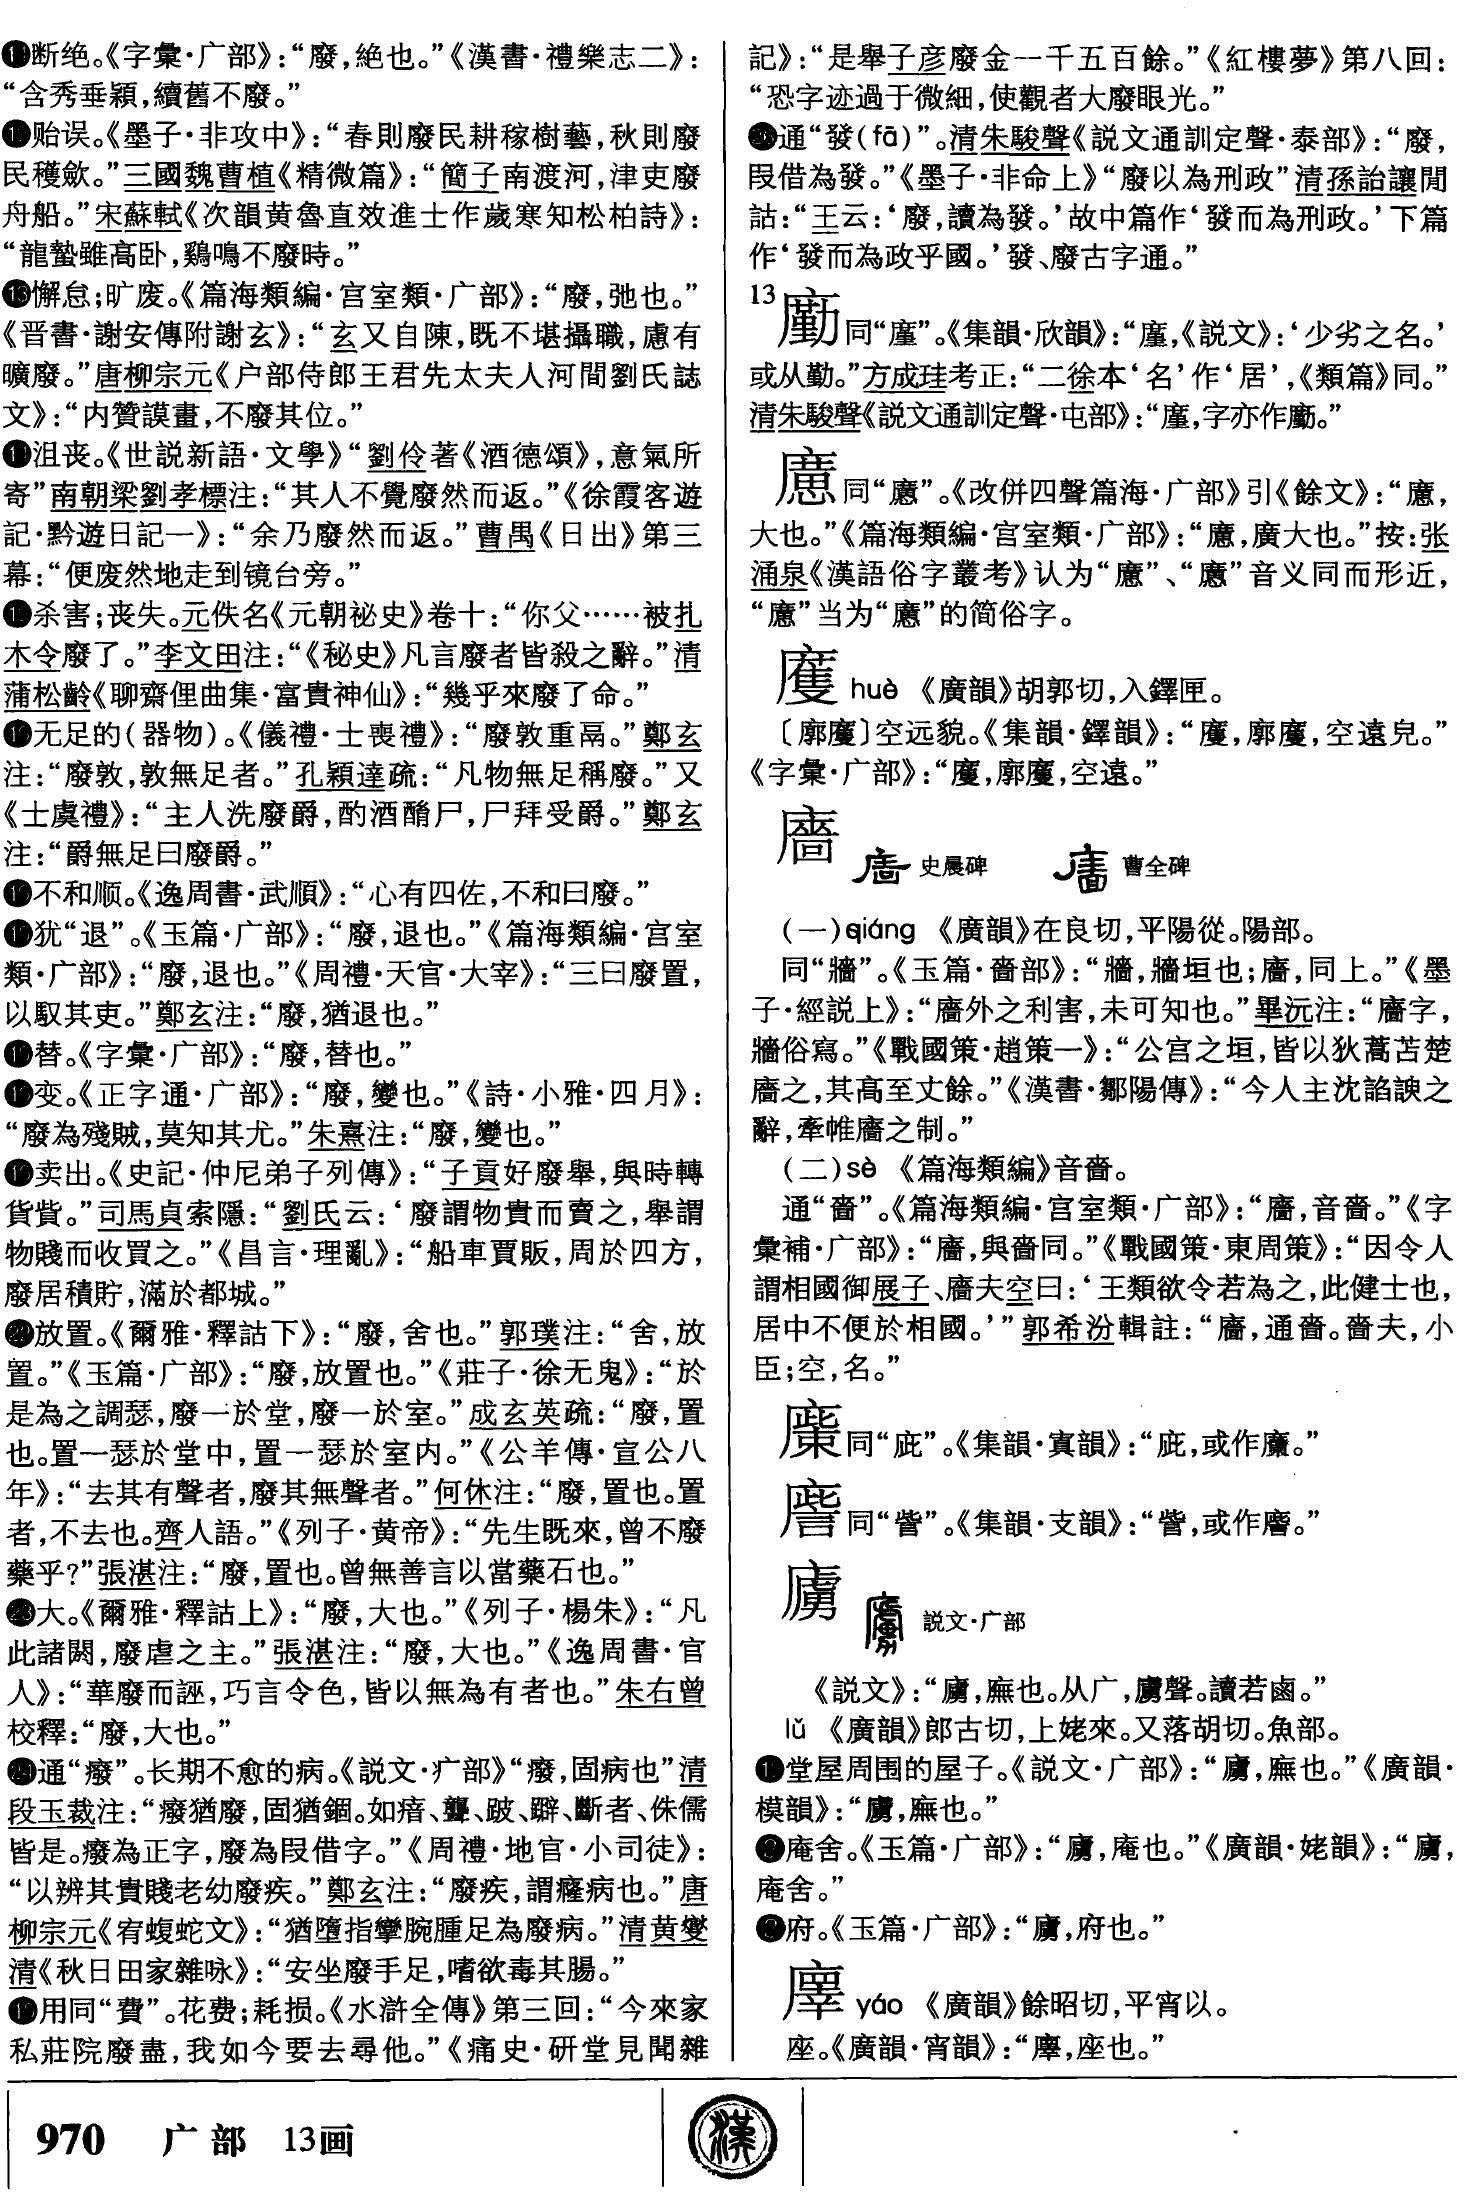 ⓫断绝。《字彙·广部》：“廢，絶也。”《漢書·禮樂志二》：
“含秀垂穎，續舊不廢。”
⓬贻误。《墨子·非攻中》：“春則廢民耕稼樹藝，秋則廢
民穫斂。”三國魏曹植《精微篇》：“簡子南渡河，津吏廢
舟船。”宋蘇軾《次韻黄魯直效進士作歲寒知松柏詩》：
“龍蟄雖高卧，鷄鳴不廢時。”
⓭懈怠；旷废。《篇海類編·宫室類·广部》：“廢，弛也。”
《晋書·謝安傳附謝玄》：“玄又自陳，既不堪攝職，慮有
曠廢。”唐柳宗元《户部侍郎王君先太夫人河間劉氏誌
文》：“内贊謨畫，不廢其位。”
沮丧。《世説新語·文學》“劉伶著《酒德頌》，意氣所
寄”南朝梁劉孝標注：“其人不覺廢然而返。”《徐霞客遊
記·黔遊日記一》：“余乃廢然而返。”曹禺《日出》第三
幕：“便废然地走到镜台旁。”
杀害；丧失。元佚名《元朝祕史》卷十：“你父……被扎
木令廢了。”李文田注：“《秘史》凡言廢者皆殺之辭。”清
蒲松齡《聊齋俚曲集·富貴神仙》：“幾乎來廢了命。”
无足的(器物)。《儀禮·士喪禮》：“廢敦重鬲。”鄭玄
注：“廢敦，敦無足者。”孔穎達疏：“凡物無足稱廢。”又
《士虞禮》：“主人洗廢爵，酌酒酳尸，尸拜受爵。”鄭玄
注：“爵無足曰廢爵。”
不和顺。《逸周書·武順》：“心有四佐，不和曰廢。”
犹“退”。《玉篇·广部》：“廢，退也。”《篇海類編·宫室
類·广部》：“廢，退也。”《周禮·天官·大宰》：“三曰廢置，
以馭其吏。”鄭玄注：“廢，猶退也。”
替。《字彙·广部》：“廢，替也。”
变。《正字通·广部》：“廢，變也。”《詩·小雅·四月》：
“廢為殘賊，莫知其尤。”朱熹注：“廢，變也。”
卖出。《史記·仲尼弟子列傳》：“子貢好廢舉，與時轉
貨貲。”司馬貞索隱：“劉氏云：‘廢謂物貴而賣之，舉謂
物賤而收買之。”《昌言·理亂》：“船車賈販，周於四方，
廢居積貯，滿於都城。”
放置。《爾雅·釋詁下》：“廢，舍也。”郭璞注：“舍，放
置。”《玉篇·广部》：“廢，放置也。”《莊子·徐无鬼》：“於
是為之調瑟，廢一於堂，廢一於室。”成玄英疏：“廢，置
也。置一瑟於堂中，置一瑟於室内。”《公羊傳·宣公八
年》：“去其有聲者，廢其無聲者。”何休注：“廢，置也。置
者，不去也。齊人語。”《列子·黄帝》：“先生既來，曾不廢
藥乎？”張湛注：“廢，置也。曾無善言以當藥石也。”
大。《爾雅·釋詁上》：“廢，大也。”《列子·楊朱》：“凡
此諸閼，廢虐之主。”張湛注：“廢，大也。”《逸周書·官
人》：“華廢而誣，巧言令色，皆以無為有者也。”朱右曾
校釋：“廢，大也。”
通“癈”。长期不愈的病。《説文·疒部》“癈，固病也”清
段玉裁注：“癈猶廢，固猶錮。如瘖、聾、跛、躃、斷者、侏儒
皆是。癈為正字，廢為叚借字。”《周禮·地官·小司徒》：
“以辨其貴賤老幼廢疾。”鄭玄注：“廢疾，謂癃病也。”唐
柳宗元《宥蝮蛇文》：“猶墮指攣腕腫足為廢病。”清黄燮
清《秋日田家雜咏》：“安坐廢手足，嗜欲毒其腸。”
用同“費”。花费；耗损。《水滸全傳》第三回：“今來家
私莊院廢盡，我如今要去尋他。”《痛史·研堂見聞雜
記》：“是舉子彦廢金一千五百餘。”《紅樓夢》第八回：
“恐字迹過于微細，使觀者大廢眼光。”
通“發(fā)”。清朱駿聲《説文通訓定聲·泰部》：“廢，
叚借為發。”《墨子·非命上》“廢以為刑政”清孫詒讓閒
詁：“王云：‘廢，讀為發。’故中篇作‘發而為刑政。’下篇
作‘發而為政乎國。’發、廢古字通。”
13 㢙同“廑”。《集韻·欣韻》：“廑，《説文》：‘少劣之名。’
或从勤。”方成珪考正：“二徐本‘名’作‘居’，《類篇》同。”
清朱駿聲《説文通訓定聲·屯部》：“廑，字亦作。”
同“”。《改併四聲篇海·广部》引《餘文》：“，
大也。”《篇海類編·宫室類·广部》：“，廣大也。”按：张
涌泉《漢語俗字叢考》认为“”、“”音义同而形近，
“”当为“”的简俗字。
huè 《廣韻》胡郭切，入鐸匣。
〔廓〕空远貌。《集韻·鐸韻》：“，廓，空遠皃。”
《字彙·广部》：“，廓，空遠。”
廧 史晨碑 曹全碑
(一)qiáng 《廣韻》在良切，平陽從。陽部。
同“牆”。《玉篇·嗇部》：“牆，牆垣也；廧，同上。”《墨
子·經説上》：“廧外之利害，未可知也。”畢沅注：“廧字，
牆俗寫。”《戰國策·趙策一》：“公宫之垣，皆以狄蒿苫楚
廧之，其高至丈餘。”《漢書·鄒陽傳》：“今人主沈諂諛之
辭，牽帷廧之制。”
(二)sè 《篇海類編》音嗇。
通“嗇”。《篇海類編·宫室類·广部》：“廧，音嗇。”《字
彙補·广部》：“廧，與嗇同。”《戰國策·東周策》：“因令人
謂相國御展子、廧夫空曰：‘王類欲令若為之，此健士也，
居中不便於相國。’”郭希汾輯註：“廧，通嗇。嗇夫，小
臣；空，名。”
同“庛”。《集韻·寘韻》：“庛，或作。”
同“訾”。《集韻·支韻》：“訾，或作。”
廬 説文·广部
《説文》：“，廡也。从广，虜聲。讀若鹵。”
lǔ 《廣韻》郎古切，上姥來。又落胡切。魚部。
❶堂屋周围的屋子。《説文·广部》：“，廡也。”《廣韻·
模韻》：“，廡也。”
❷庵舍。《玉篇·广部》：“，庵也。”《廣韻·姥韻》：“，
庵舍。”
❸府。《玉篇·广部》：“，府也。”
yáo 《廣韻》餘昭切，平宵以。
座。《廣韻·宵韻》：“，座也。”
970 广部 13画
漢